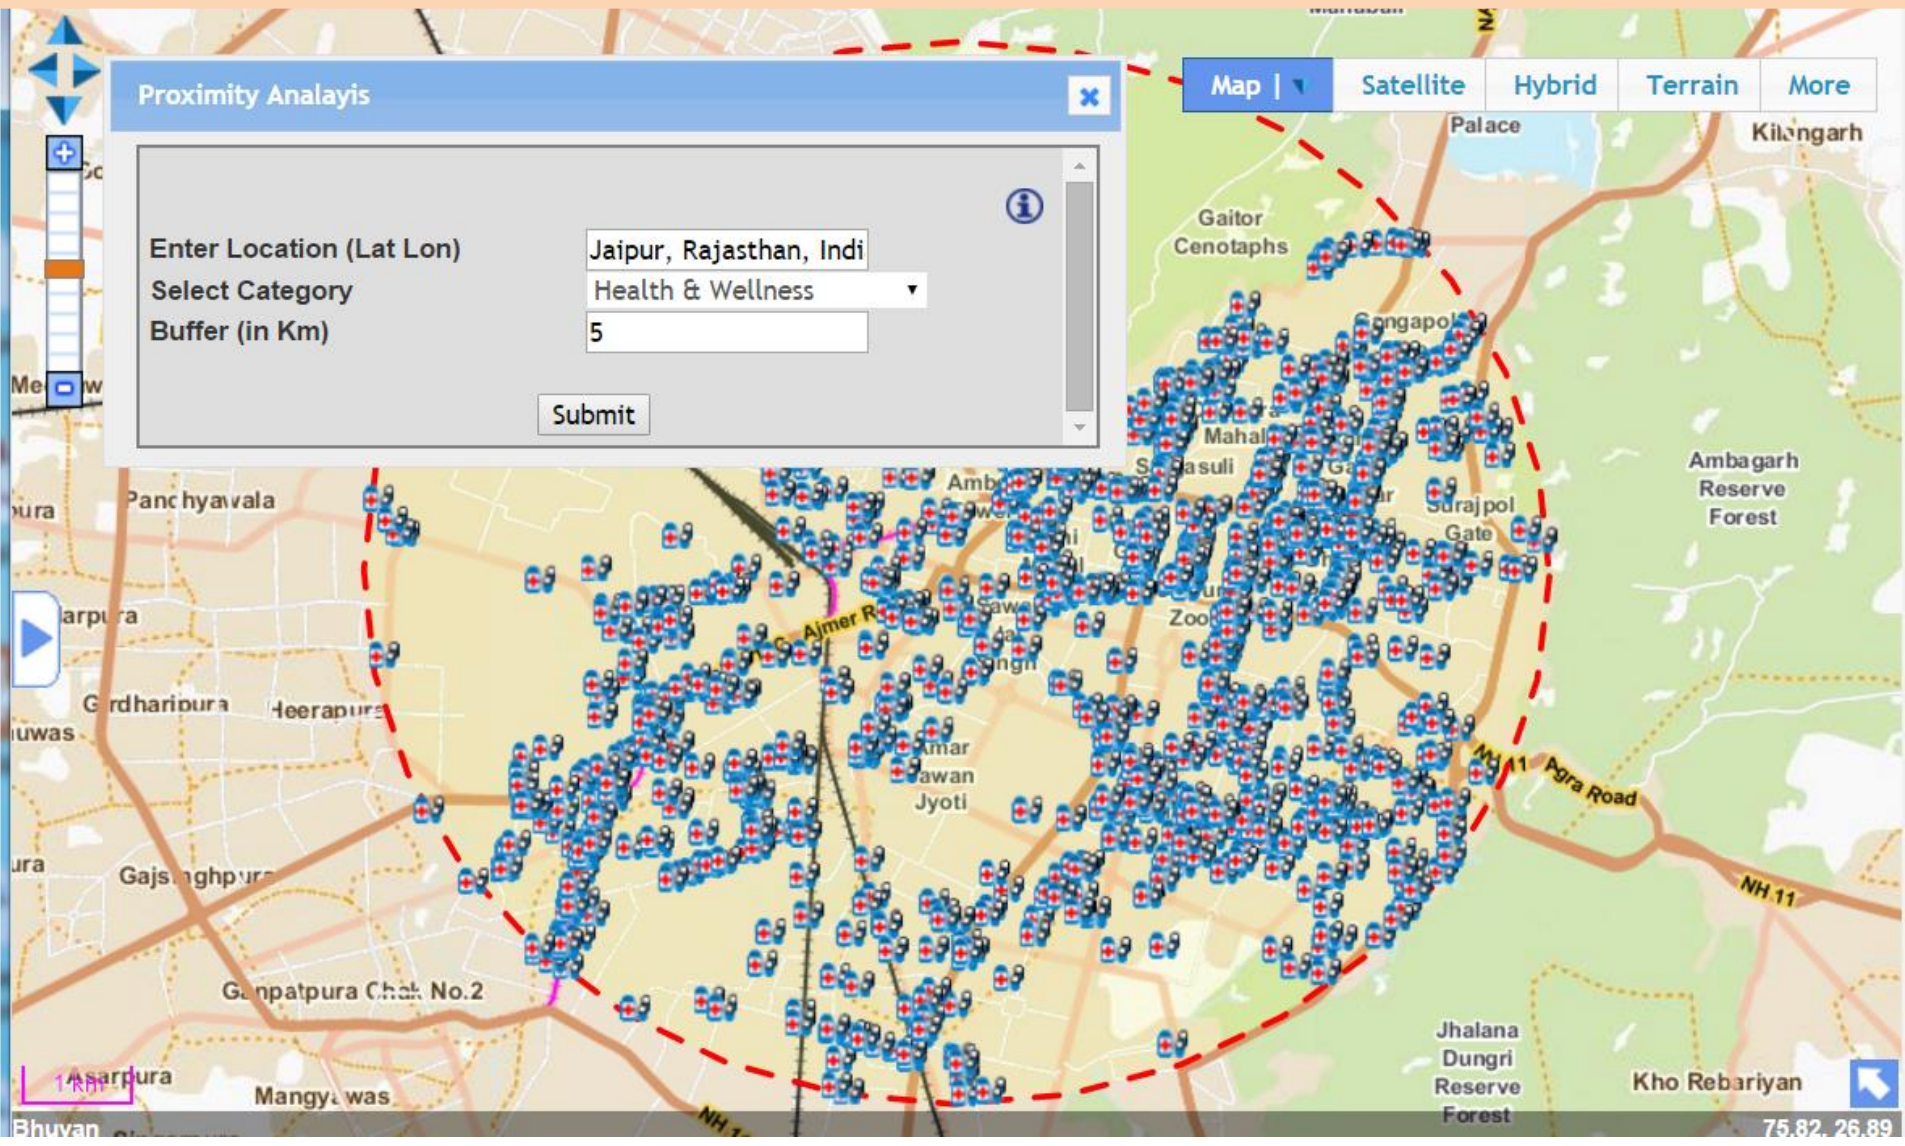 Proximity Analayis
Map |
Satellite
Hybrid
Terrain
More
Palace
Kilangarh
Enter Location (Lat Lon)
Jaipur, Rajasthan, Indi
Select Category
Health & Wellness
Buffer (in Km)
5
Submit
Gaitor
Cenotaphs
Gangapol
Mahal
Surajpol
Gate
Ambagarh
Reserve
Forest
Panchyawala
Ajmer R
Zoo
Girdharipura
Heerapura
Amar
Jawan
Jyoti
NH 11
Agra Road
NH 11
Gajsinghpura
Ganpatpura Chak No.2
Jhalana
Dungri
Reserve
Forest
Kho Rebariyan
1 km
Asarpura
Mangyawas
Bhuvan
75.82, 26.89